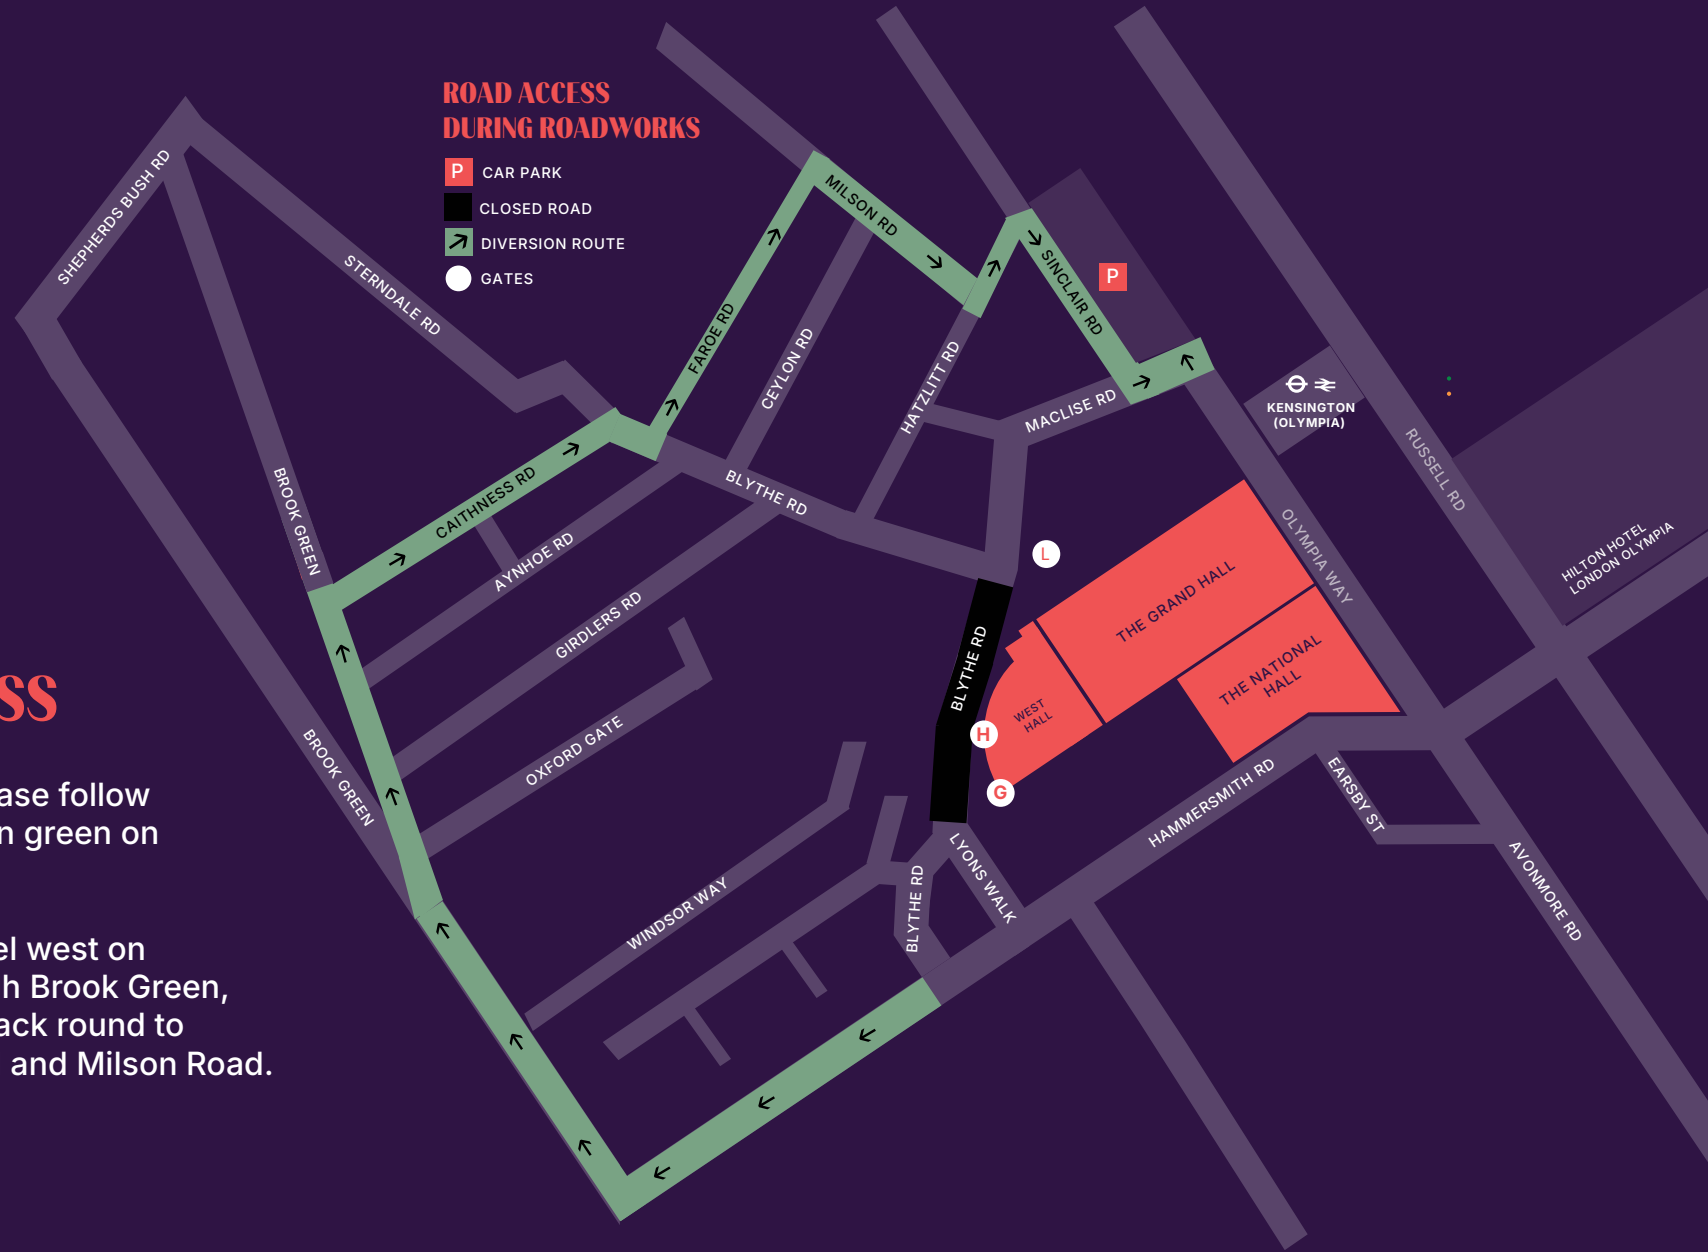 ROAD ACCESS
DURING ROADWORKS
P CAR PARK
CLOSED ROAD
DIVERSION ROUTE
GATES
SHEPHERDS BUSH RD
STERNDALE RD
BROOK GREEN
CAITHNESS RD
FAROE RD
MILSON RD
CEYLON RD
HATZLITT RD
SINCLAIR RD
P
MACLISE RD
KENSINGTON
(OLYMPIA)
RUSSELL RD
BLYTHE RD
AYNHOE RD
GIRDLERS RD
OXFORD GATE
BROOK GREEN
L
OLYMPIA WAY
HILTON HOTEL
LONDON OLYMPIA
THE GRAND HALL
THE NATIONAL
HALL
WEST
HALL
BLYTHE RD
H
G
HAMMERSMITH RD
EARSBY ST
AVONMORE RD
LYONS WALK
BLYTHE RD
WINDSOR WAY
SS
ase follow
n green on
el west on
h Brook Green,
ack round to
and Milson Road.